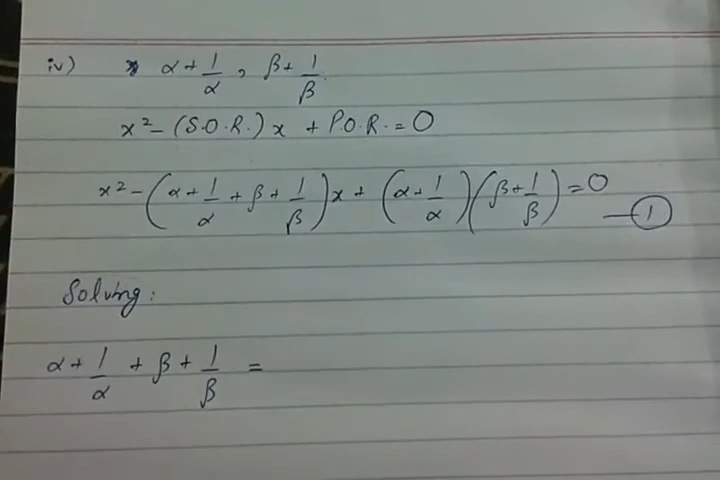 iv) α + 1/α , β + 1/β.
x² - (S.O.R.)x + P.O.R. = 0
x² - (α + 1/α + β + 1/β)x + (α + 1/α)(β + 1/β) = 0 —①
Solving:
α + 1/α + β + 1/β =